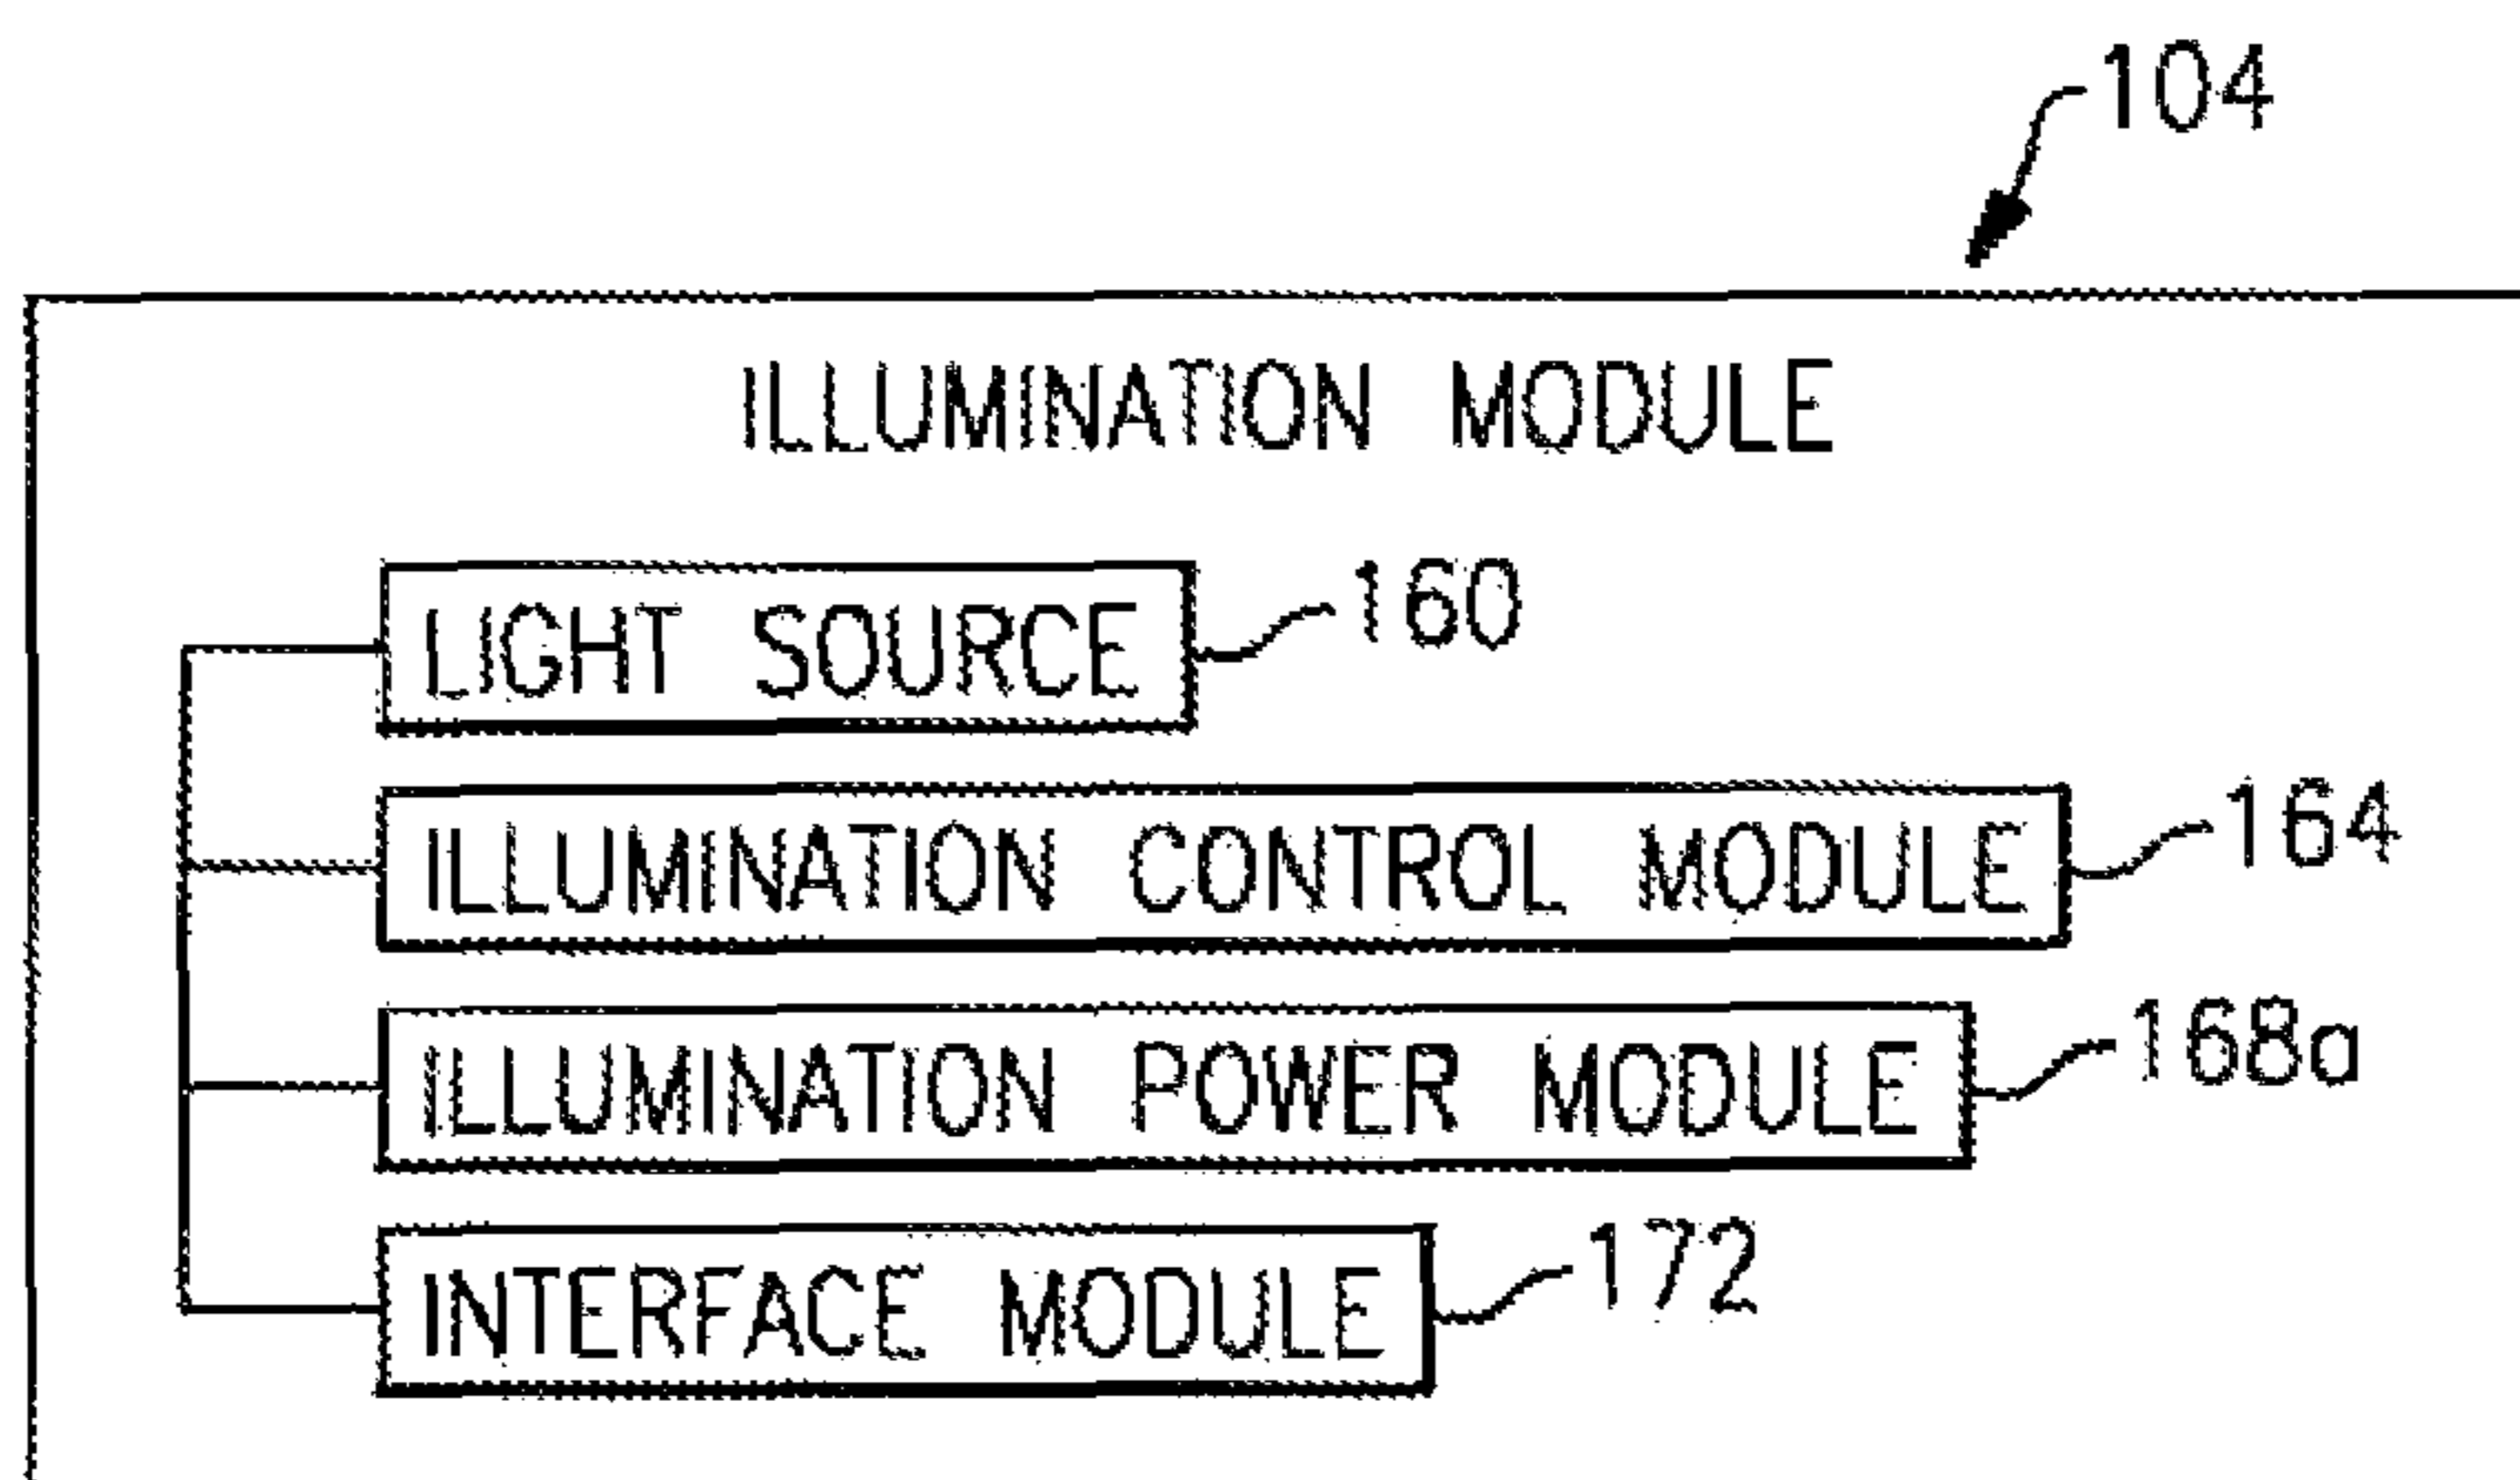 104
ILLUMINATION MODULE
LIGHT SOURCE 160
ILLUMINATION CONTROL MODULE 164
ILLUMINATION POWER MODULE 168a
INTERFACE MODULE 172